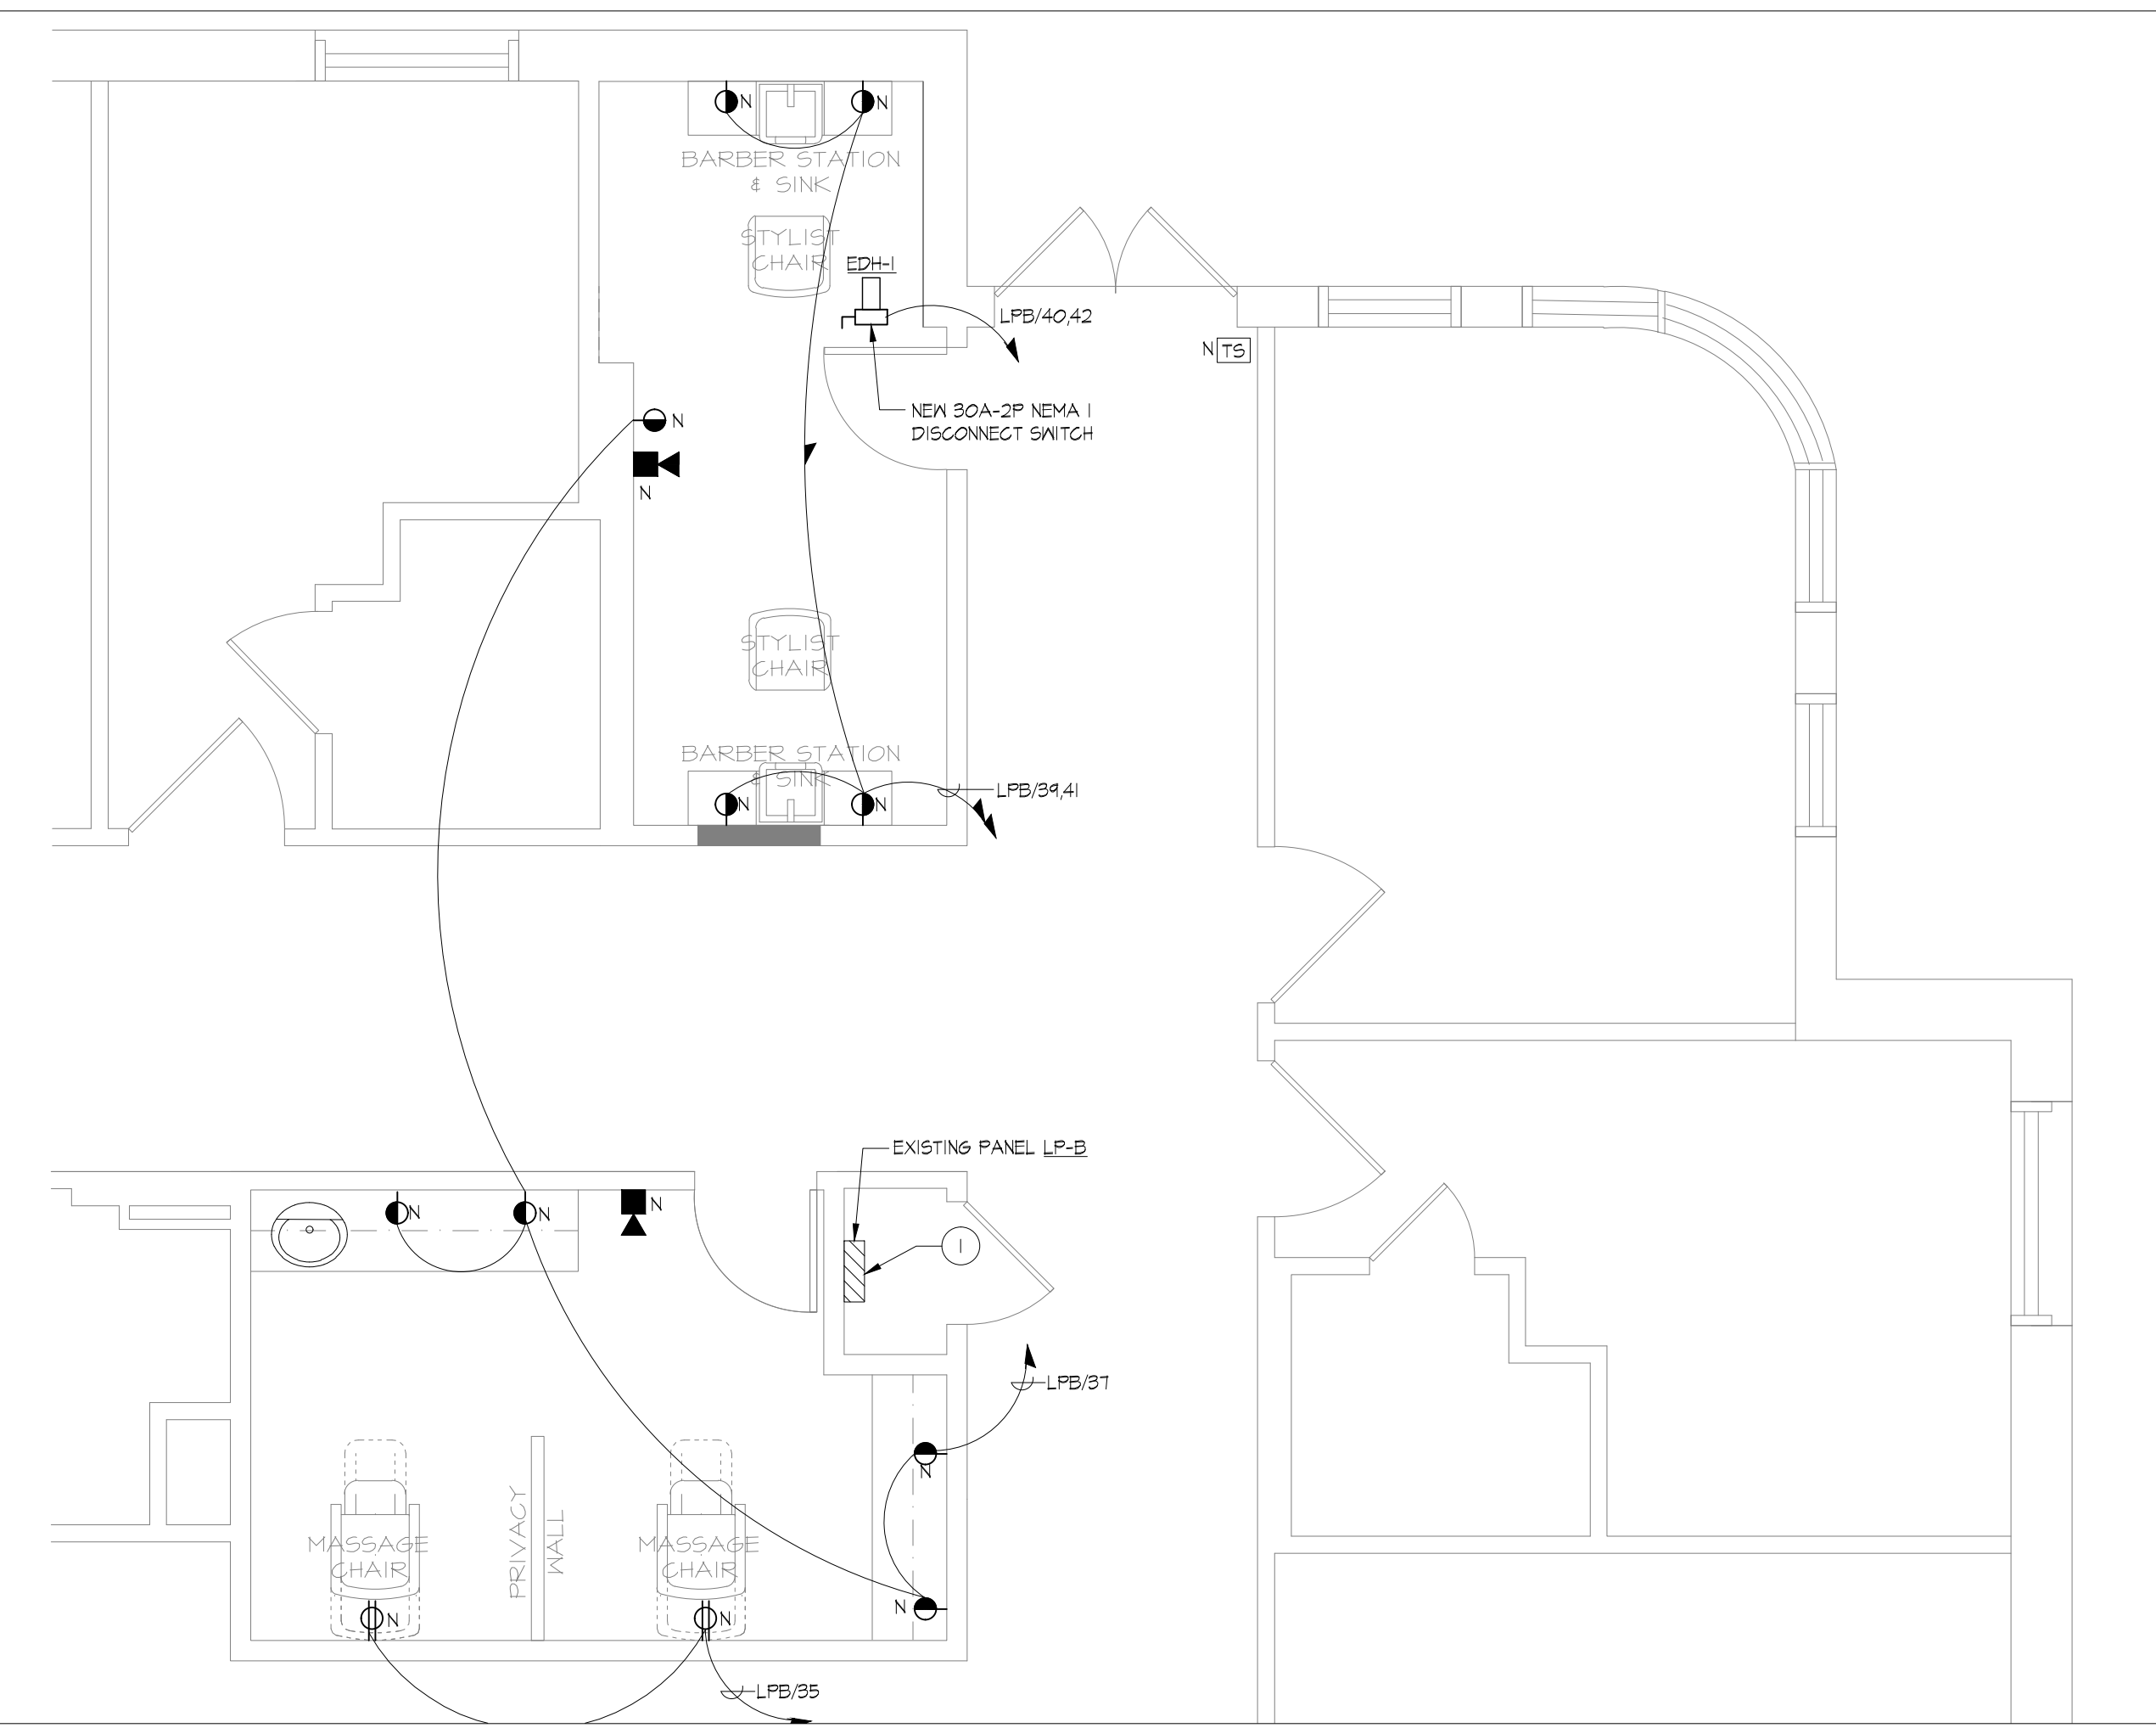 N N
BARBER STATION
& SINK
STYLIST
CHAIR
EDH-1
LPB/40,42
N TS
NEW 30A-2P NEMA 1
DISCONNECT SWITCH
N
N
STYLIST
CHAIR
BARBER STATION
& SINK
N N
LPB/39,41
EXISTING PANEL LP-B
N N N
1
LPB/37
N
PRIVACY
WALL
MASSAGE
CHAIR
MASSAGE
CHAIR
N
N N
LPB/35